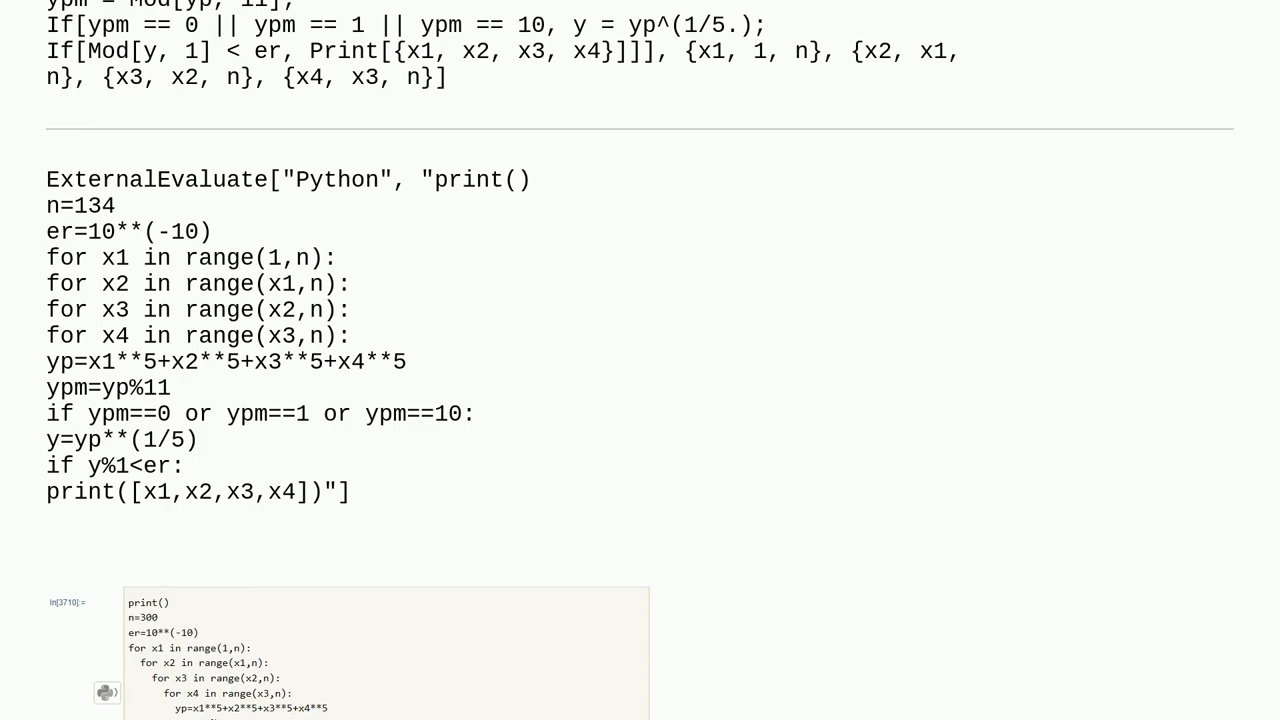 ypm = Mod[yp, 11];
If[ypm == 0 || ypm == 1 || ypm == 10, y = yp^(1/5.);
If[Mod[y, 1] < er, Print[{x1, x2, x3, x4}]]], {x1, 1, n}, {x2, x1,
n}, {x3, x2, n}, {x4, x3, n}]
ExternalEvaluate["Python", "print()
n=134
er=10**(-10)
for x1 in range(1,n):
for x2 in range(x1,n):
for x3 in range(x2,n):
for x4 in range(x3,n):
yp=x1**5+x2**5+x3**5+x4**5
ypm=yp%11
if ypm==0 or ypm==1 or ypm==10:
y=yp**(1/5)
if y%1<er:
print([x1,x2,x3,x4])"]
In[3710]:=
print()
n=300
er=10**(-10)
for x1 in range(1,n):
for x2 in range(x1,n):
for x3 in range(x2,n):
for x4 in range(x3,n):
yp=x1**5+x2**5+x3**5+x4**5